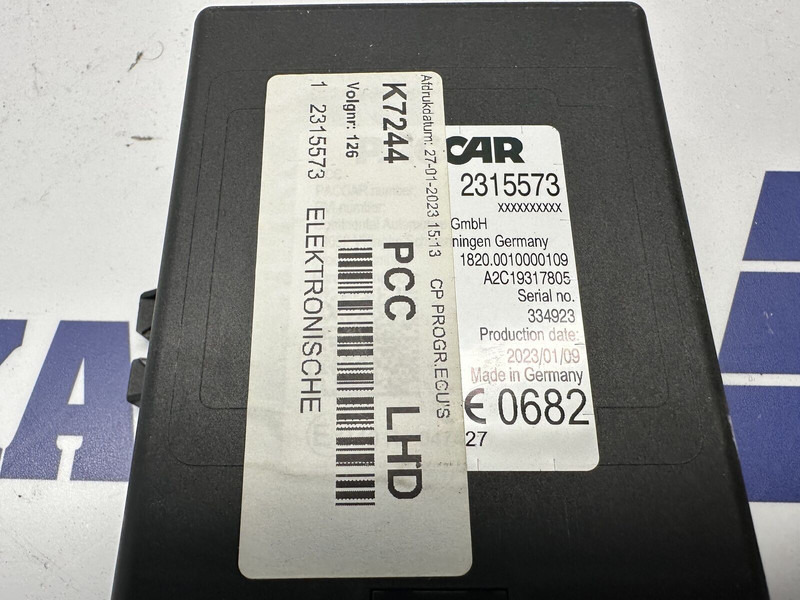 Afdrukdatum: 27-01-2023 15:13 CP PROGR.ECU'S
K7244 PCC LHD
Volgnr: 126
1 2315573 ELEKTRONISCHE
CAR
2315573
xxxxxxxxxx
GmbH
ningen Germany
1820.0010000109
A2C19317805
Serial no.
334923
Production date:
2023/01/09
Made in Germany
CE 0682
27